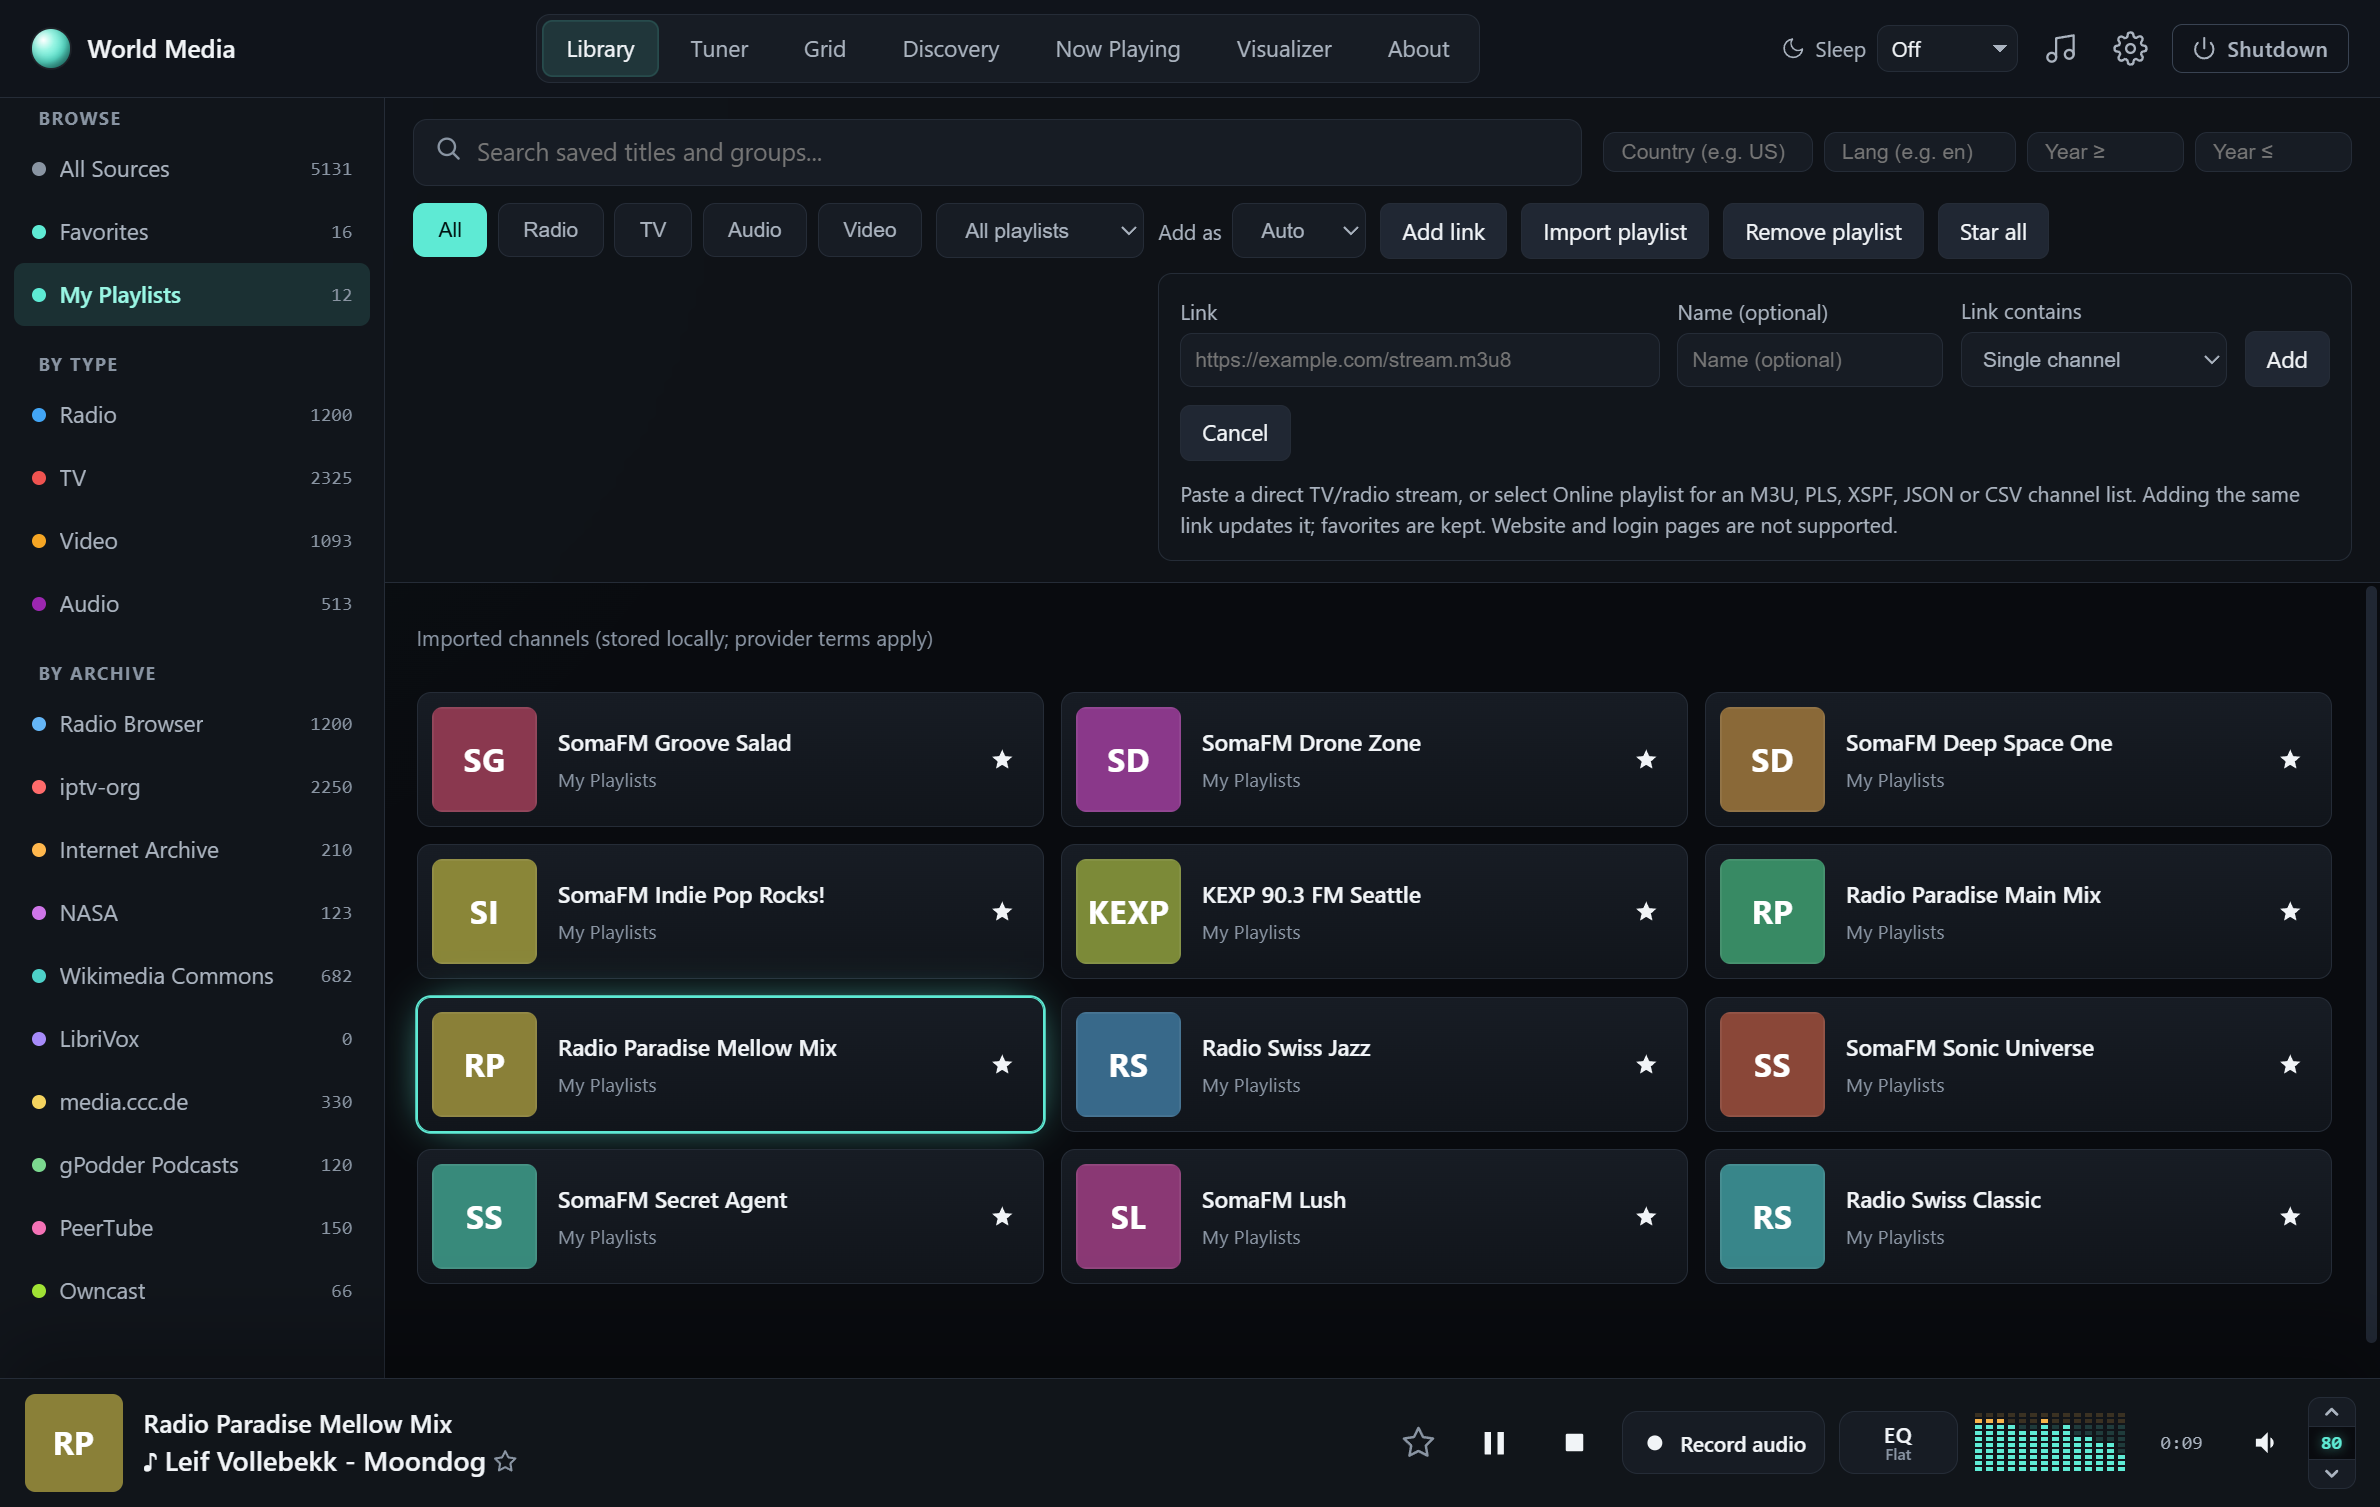 World Media
Library Tuner Grid Discovery Now Playing Visualizer About
Sleep Off Shutdown
BROWSE
All Sources 5131
Favorites 16
My Playlists 12
BY TYPE
Radio 1200
TV 2325
Video 1093
Audio 513
BY ARCHIVE
Radio Browser 1200
iptv-org 2250
Internet Archive 210
NASA 123
Wikimedia Commons 682
LibriVox 0
media.ccc.de 330
gPodder Podcasts 120
PeerTube 150
Owncast 66
Search saved titles and groups...
Country (e.g. US) Lang (e.g. en) Year ≥ Year ≤
All Radio TV Audio Video All playlists Add as Auto Add link Import playlist Remove playlist Star all
Link Name (optional) Link contains
https://example.com/stream.m3u8 Name (optional) Single channel Add
Cancel
Paste a direct TV/radio stream, or select Online playlist for an M3U, PLS, XSPF, JSON or CSV channel list. Adding the same
link updates it; favorites are kept. Website and login pages are not supported.
Imported channels (stored locally; provider terms apply)
SG
SomaFM Groove Salad
My Playlists
SD
SomaFM Drone Zone
My Playlists
SD
SomaFM Deep Space One
My Playlists
SI
SomaFM Indie Pop Rocks!
My Playlists
KEXP
KEXP 90.3 FM Seattle
My Playlists
RP
Radio Paradise Main Mix
My Playlists
RP
Radio Paradise Mellow Mix
My Playlists
RS
Radio Swiss Jazz
My Playlists
SS
SomaFM Sonic Universe
My Playlists
SS
SomaFM Secret Agent
My Playlists
SL
SomaFM Lush
My Playlists
RS
Radio Swiss Classic
My Playlists
RP
Radio Paradise Mellow Mix
♪ Leif Vollebekk - Moondog
Record audio
EQ
Flat
0:09
80